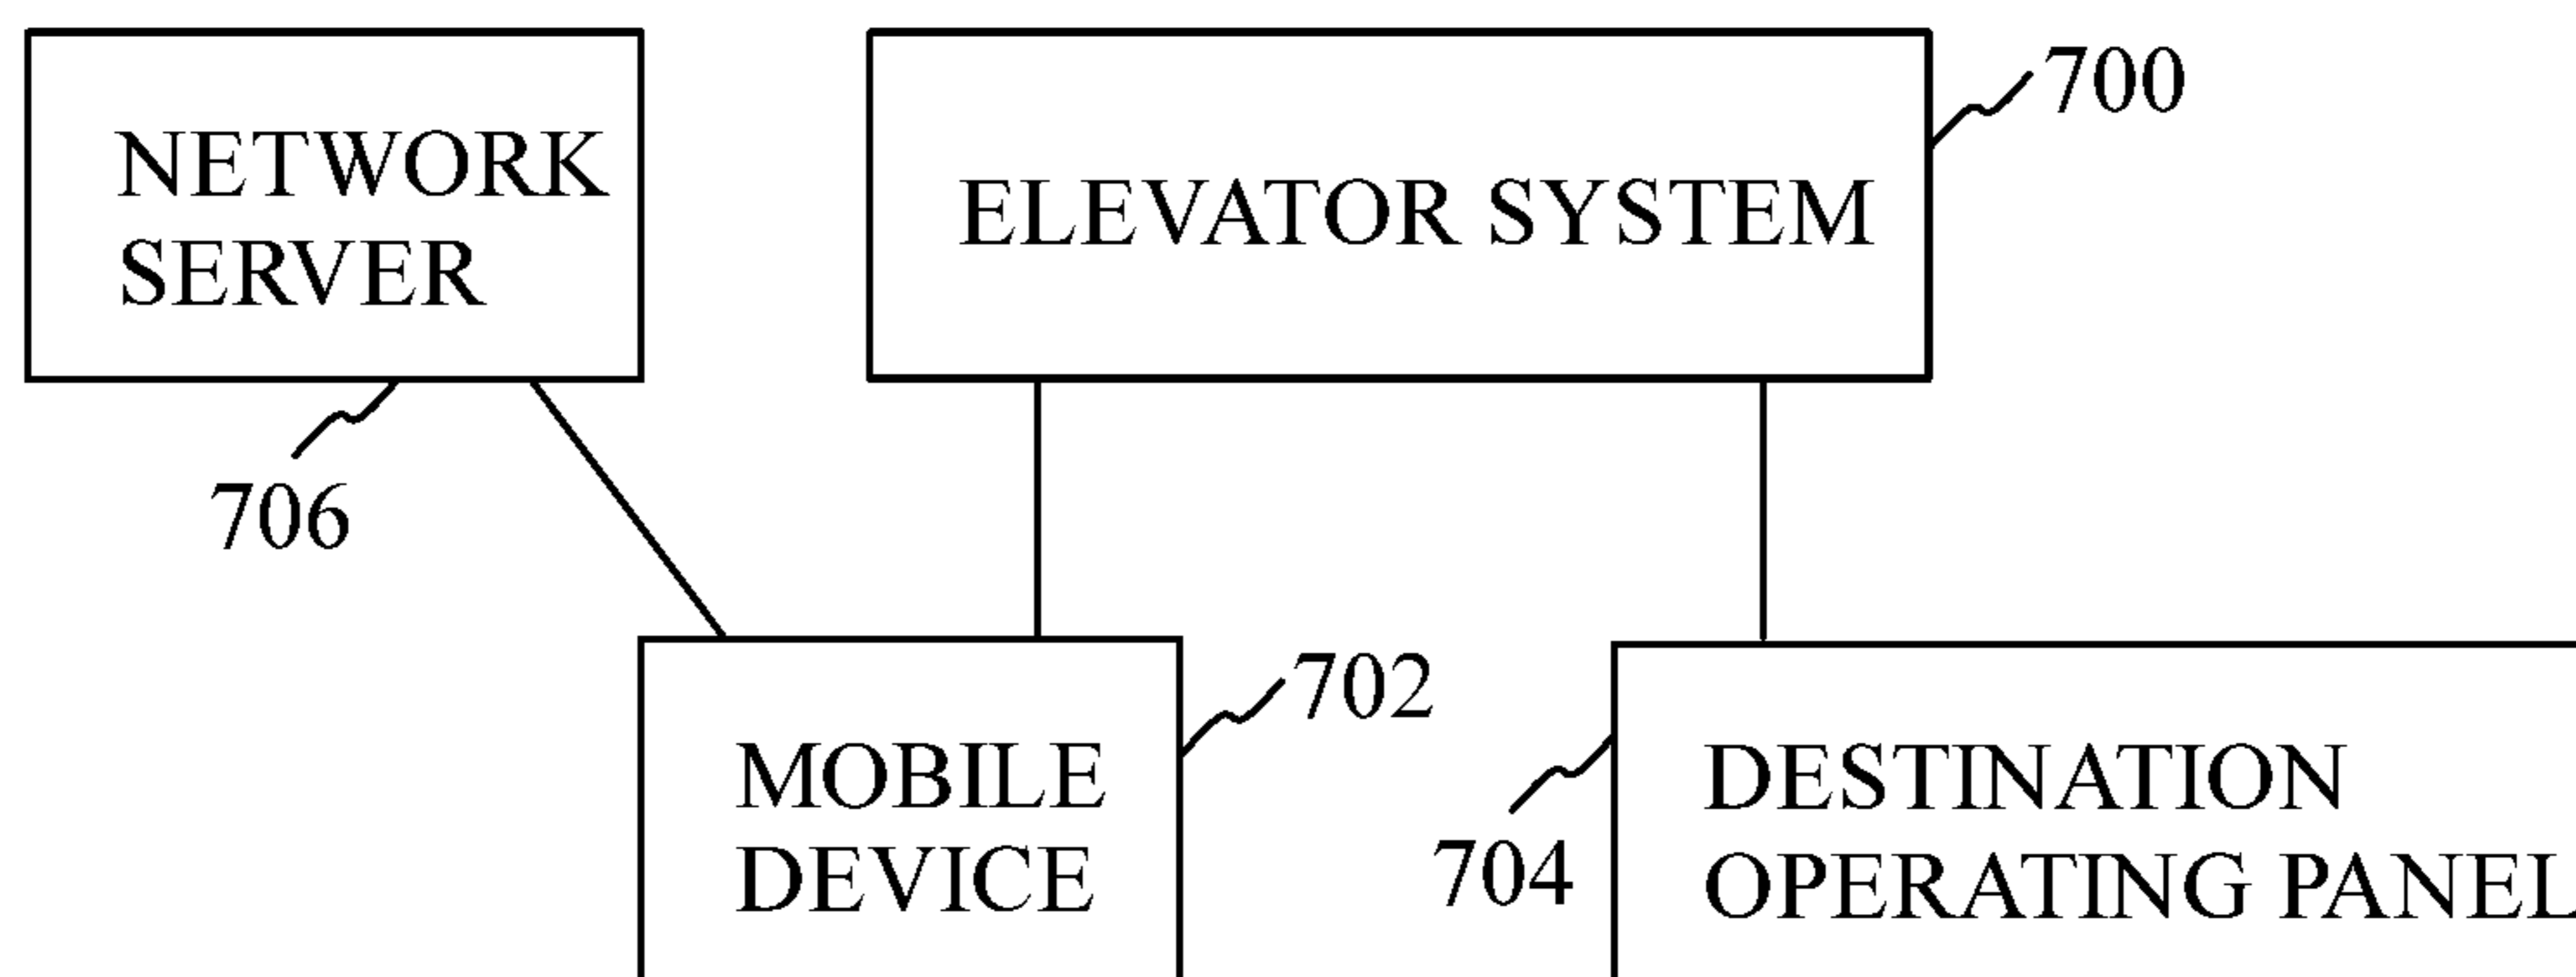 NETWORK
SERVER
706
ELEVATOR SYSTEM
700
MOBILE
DEVICE
702
DESTINATION
OPERATING PANEL
704